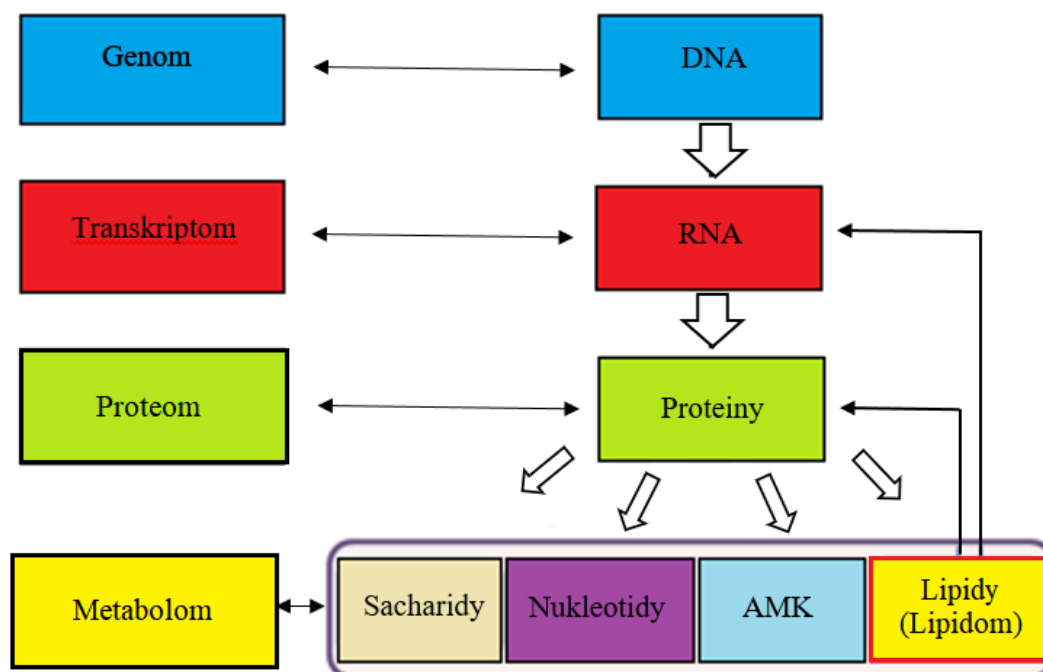 Genom
DNA
Transkriptom
RNA
Proteom
Proteiny
Metabolom
Sacharidy
Nukleotidy
AMK
Lipidy
(Lipidom)